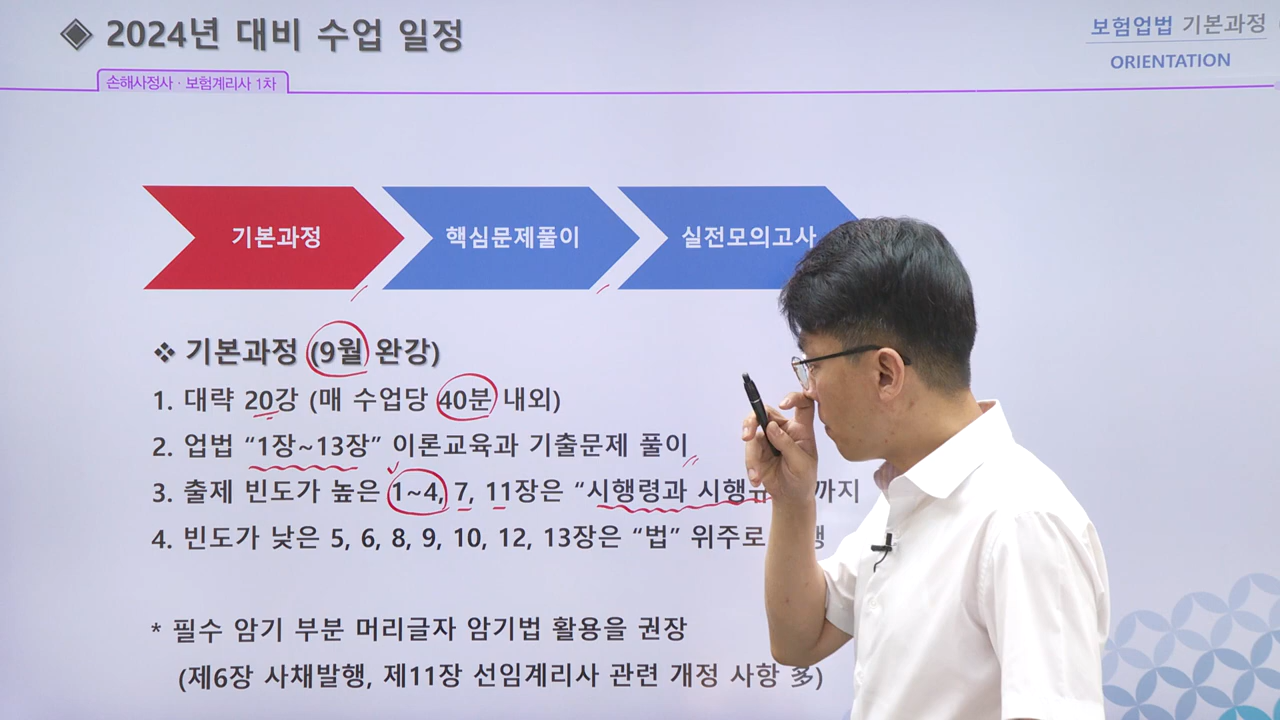 ◈ 2024년 대비 수업 일정
보험업법 기본과정
ORIENTATION
손해사정사 · 보험계리사 1차
기본과정
핵심문제풀이
실전모의고사
❖ 기본과정 (9월 완강)
1. 대략 20강 (매 수업당 40분 내외)
2. 업법 “1장~13장” 이론교육과 기출문제 풀이
3. 출제 빈도가 높은 1~4, 7, 11장은 “시행령과 까지
4. 빈도가 낮은 5, 6, 8, 9, 10, 12, 13장은 “법” 위주로
* 필수 암기 부분 머리글자 암기법 활용을 권장
(제6장 사채발행, 제11장 선임계리사 관련 개정 사항 多)